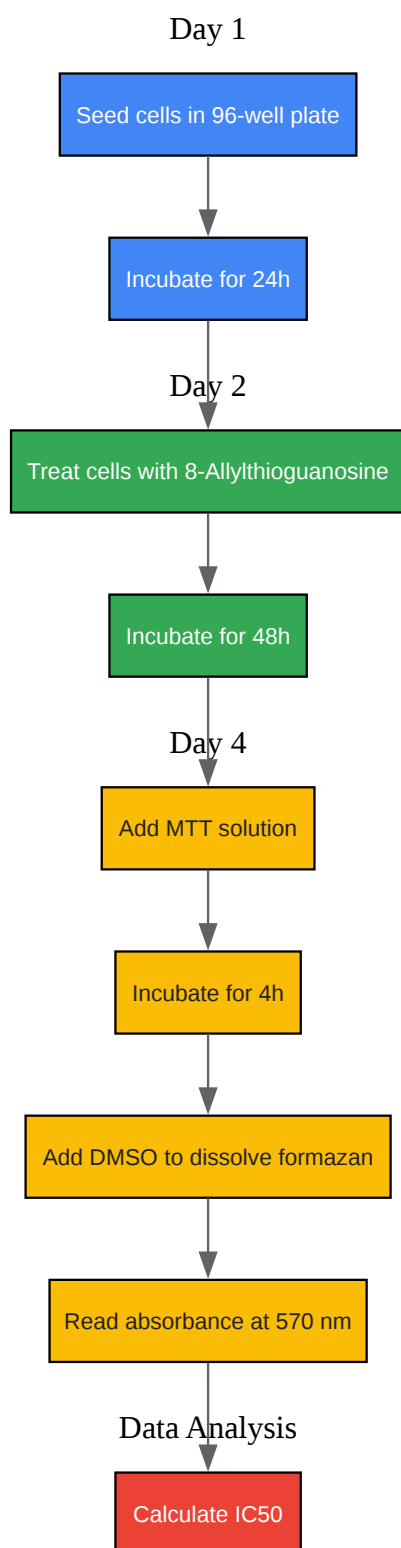 Day 1
Seed cells in 96-well plate
Incubate for 24h
Day 2
Treat cells with 8-Allylthioguanosine
Incubate for 48h
Day 4
Add MTT solution
Incubate for 4h
Add DMSO to dissolve formazan
Read absorbance at 570 nm
Data Analysis
Calculate IC50